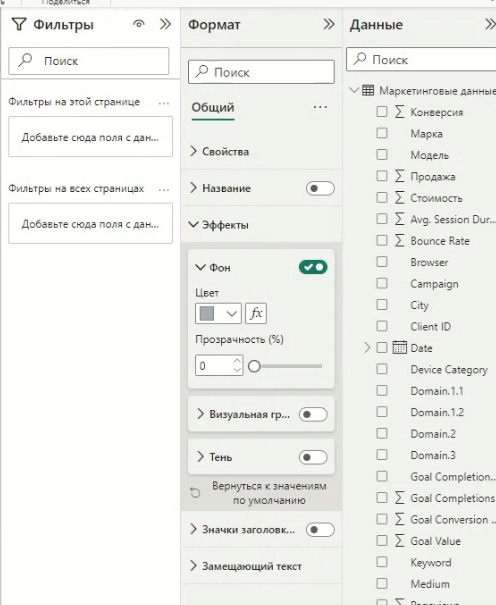 Поделиться
Фильтры
Поиск
Фильтры на этой странице ...
Добавьте сюда поля с дан...
Фильтры на всех страницах ...
Добавьте сюда поля с дан...
Формат
Поиск
Общий ...
Свойства
Название
Эффекты
Фон
Цвет
fx
Прозрачность (%)
0
Визуальная гр...
Тень
Вернуться к значениям
по умолчанию
Значки заголовк...
Замещающий текст
Данные
Поиск
Маркетинговые данные
Конверсия
Марка
Модель
Продажа
Стоимость
Avg. Session Dur...
Bounce Rate
Browser
Campaign
City
Client ID
Date
Device Category
Domain.1.1
Domain.1.2
Domain.2
Domain.3
Goal Completion...
Goal Completions
Goal Conversion ...
Goal Value
Keyword
Medium
Pageviews